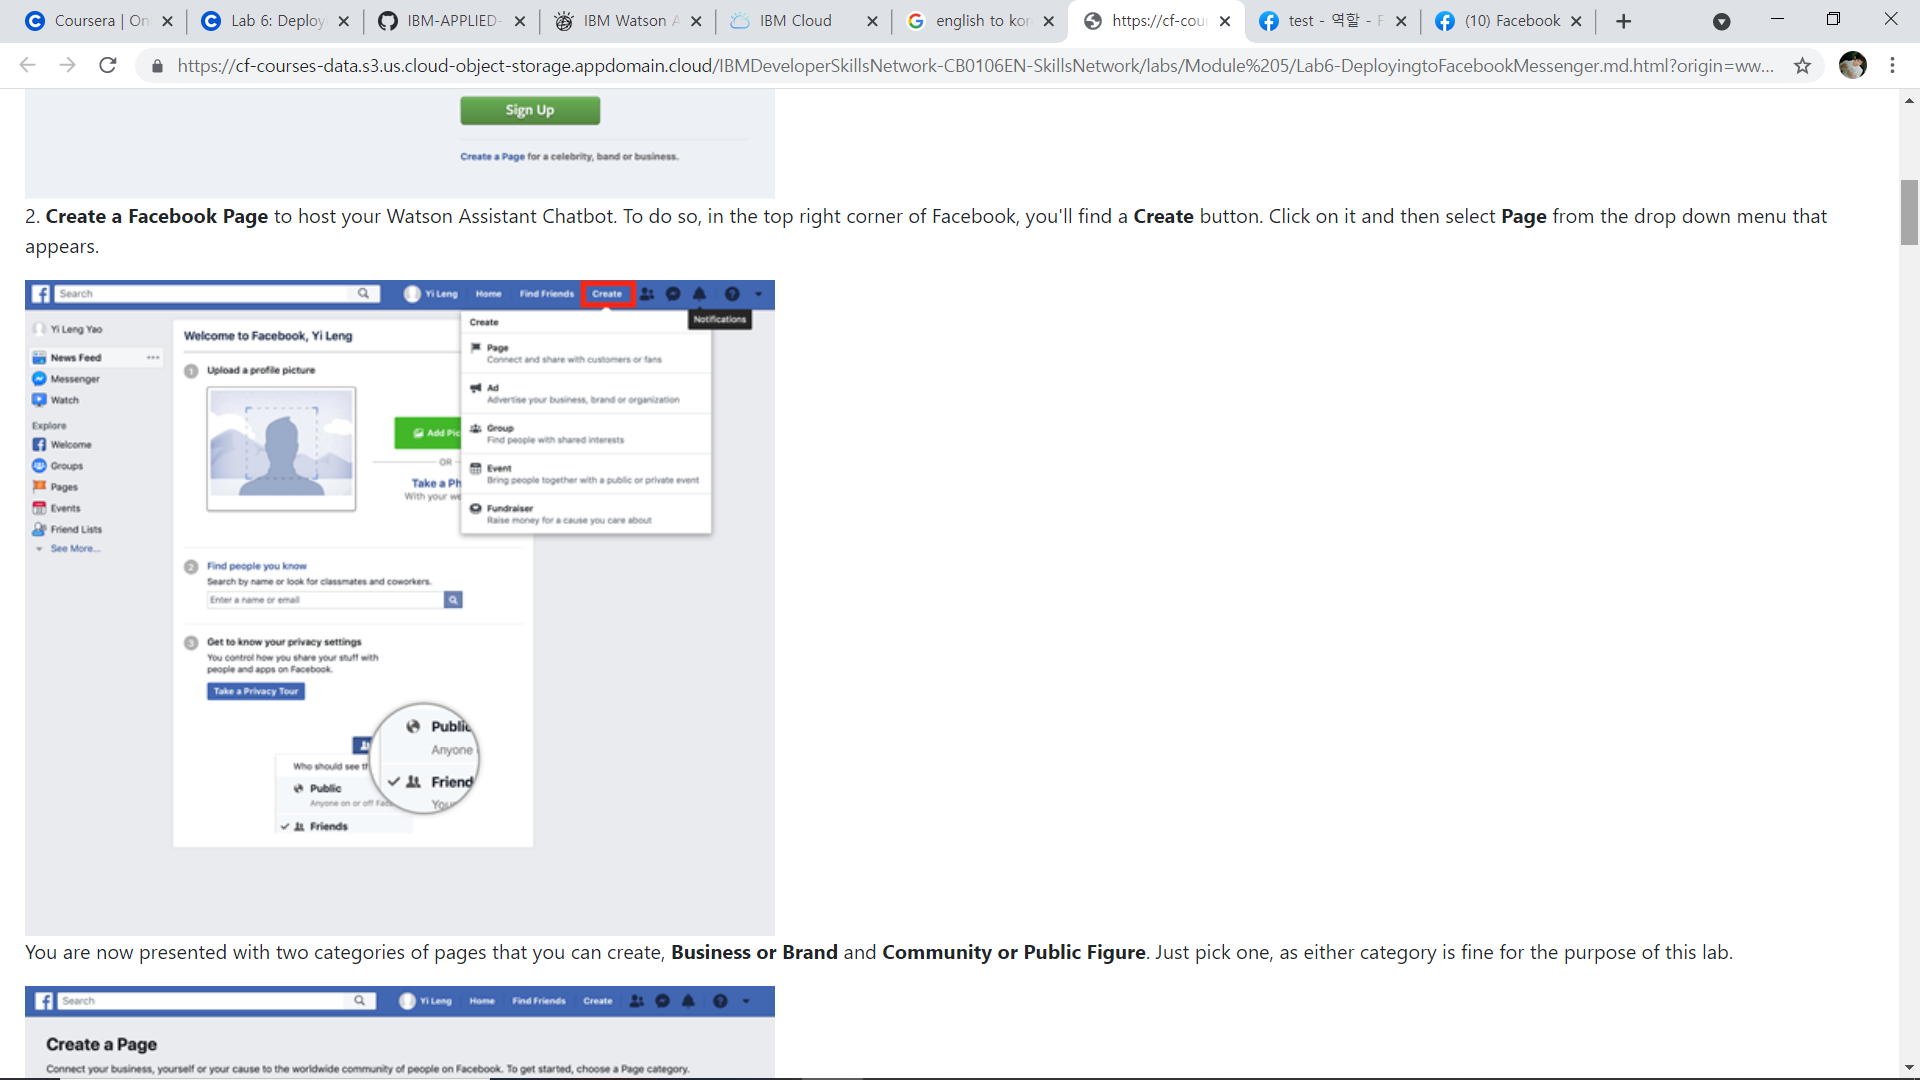 Coursera | On
Lab 6: Deploy
IBM-APPLIED-
IBM Watson A
IBM Cloud
english to kor
https://cf-cour
test - 역할 - F
(10) Facebook
https://cf-courses-data.s3.us.cloud-object-storage.appdomain.cloud/IBMDeveloperSkillsNetwork-CB0106EN-SkillsNetwork/labs/Module%205/Lab6-DeployingtoFacebookMessenger.md.html?origin=ww...
Sign Up
Create a Page for a celebrity, band or business.
2. Create a Facebook Page to host your Watson Assistant Chatbot. To do so, in the top right corner of Facebook, you'll find a Create button. Click on it and then select Page from the drop down menu that
appears.
Search
Yi Leng
Home
Find Friends
Create
Notifications
Yi Leng Yao
News Feed
Messenger
Watch
Explore
Welcome
Groups
Pages
Events
Friend Lists
See More...
Welcome to Facebook, Yi Leng
1 Upload a profile picture
Add Pic
OR
Take a Ph
With your we
Create
Page
Connect and share with customers or fans
Ad
Advertise your business, brand or organization
Group
Find people with shared interests
Event
Bring people together with a public or private event
Fundraiser
Raise money for a cause you care about
2 Find people you know
Search by name or look for classmates and coworkers.
Enter a name or email
3 Get to know your privacy settings
You control how you share your stuff with
people and apps on Facebook.
Take a Privacy Tour
Public
Anyone
Friend
You
Who should see th
Public
Anyone on or off Fac
Friends
You are now presented with two categories of pages that you can create, Business or Brand and Community or Public Figure. Just pick one, as either category is fine for the purpose of this lab.
Search
Yi Leng
Home
Find Friends
Create
Create a Page
Connect your business, yourself or your cause to the worldwide community of people on Facebook. To get started, choose a Page category.